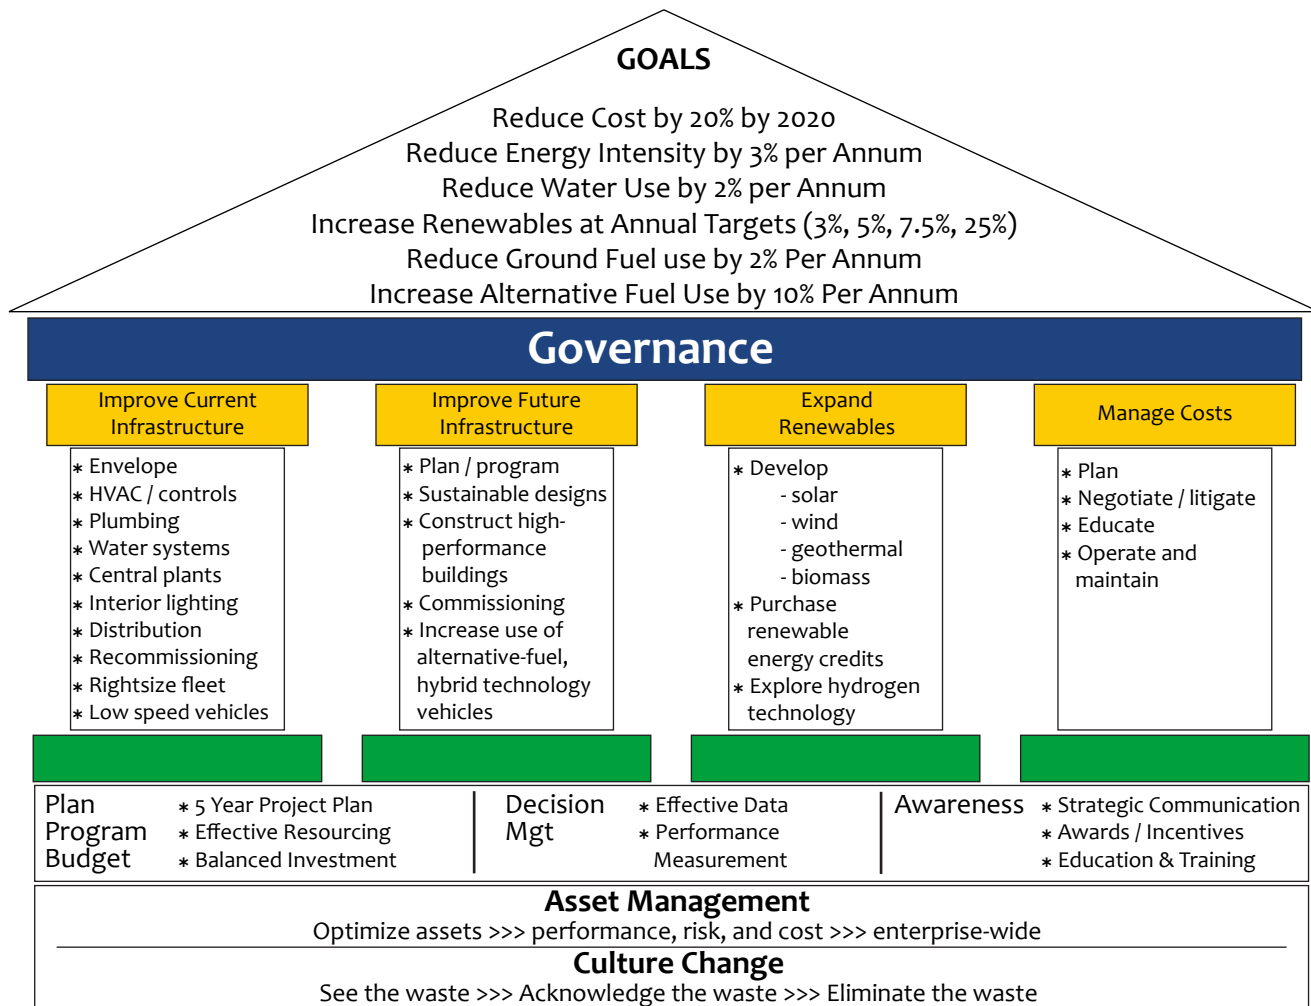 GOALS
Reduce Cost by 20% by 2020
Reduce Energy Intensity by 3% per Annum
Reduce Water Use by 2% per Annum
Increase Renewables at Annual Targets (3%, 5%, 7.5%, 25%)
Reduce Ground Fuel use by 2% Per Annum
Increase Alternative Fuel Use by 10% Per Annum
Governance
Improve Current
Infrastructure
* Envelope
* HVAC / controls
* Plumbing
* Water systems
* Central plants
* Interior lighting
* Distribution
* Recommissioning
* Rightsize fleet
* Low speed vehicles
Improve Future
Infrastructure
* Plan / program
* Sustainable designs
* Construct high-
performance
buildings
* Commissioning
* Increase use of
alternative-fuel,
hybrid technology
vehicles
Expand
Renewables
* Develop
- solar
- wind
- geothermal
- biomass
* Purchase
renewable
energy credits
* Explore hydrogen
technology
Manage Costs
* Plan
* Negotiate / litigate
* Educate
* Operate and
maintain
Plan
Program
Budget
* 5 Year Project Plan
* Effective Resourcing
* Balanced Investment
Decision
Mgt
* Effective Data
* Performance
Measurement
Awareness
* Strategic Communication
* Awards / Incentives
* Education & Training
Asset Management
Optimize assets >>> performance, risk, and cost >>> enterprise-wide
Culture Change
See the waste >>> Acknowledge the waste >>> Eliminate the waste